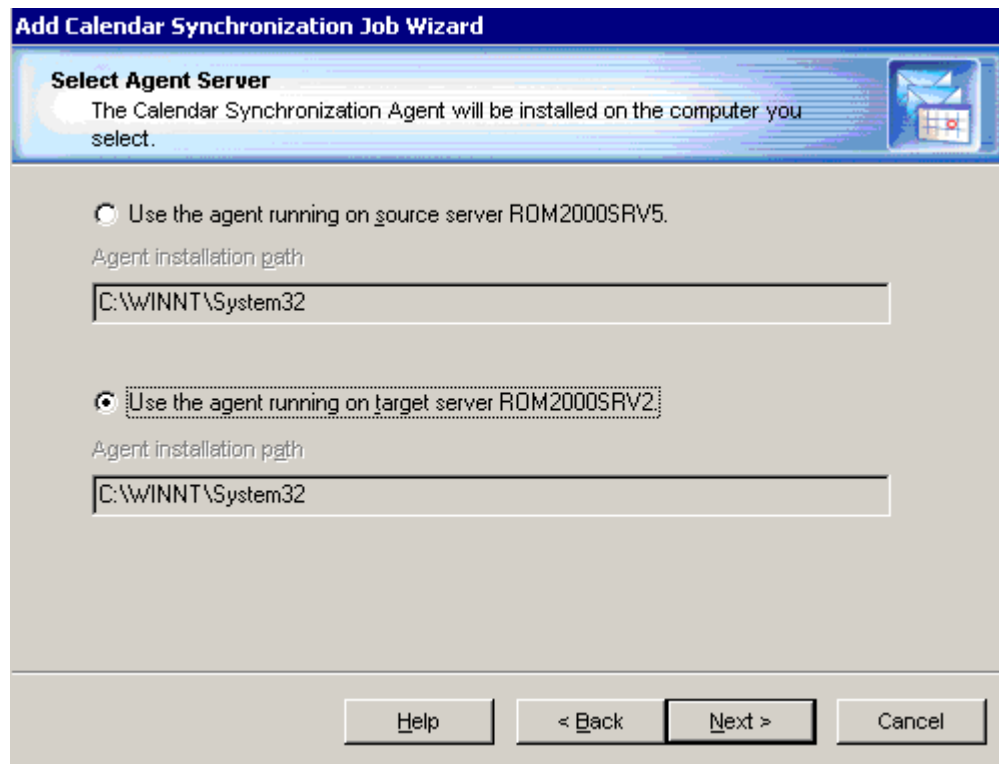 Add Calendar Synchronization Job Wizard
Select Agent Server
The Calendar Synchronization Agent will be installed on the computer you
select.
Use the agent running on source server ROM2000SRV5.
Agent installation path
C:\WINNT\System32
Use the agent running on target server ROM2000SRV2.
Agent installation path
C:\WINNT\System32
Help
< Back
Next >
Cancel